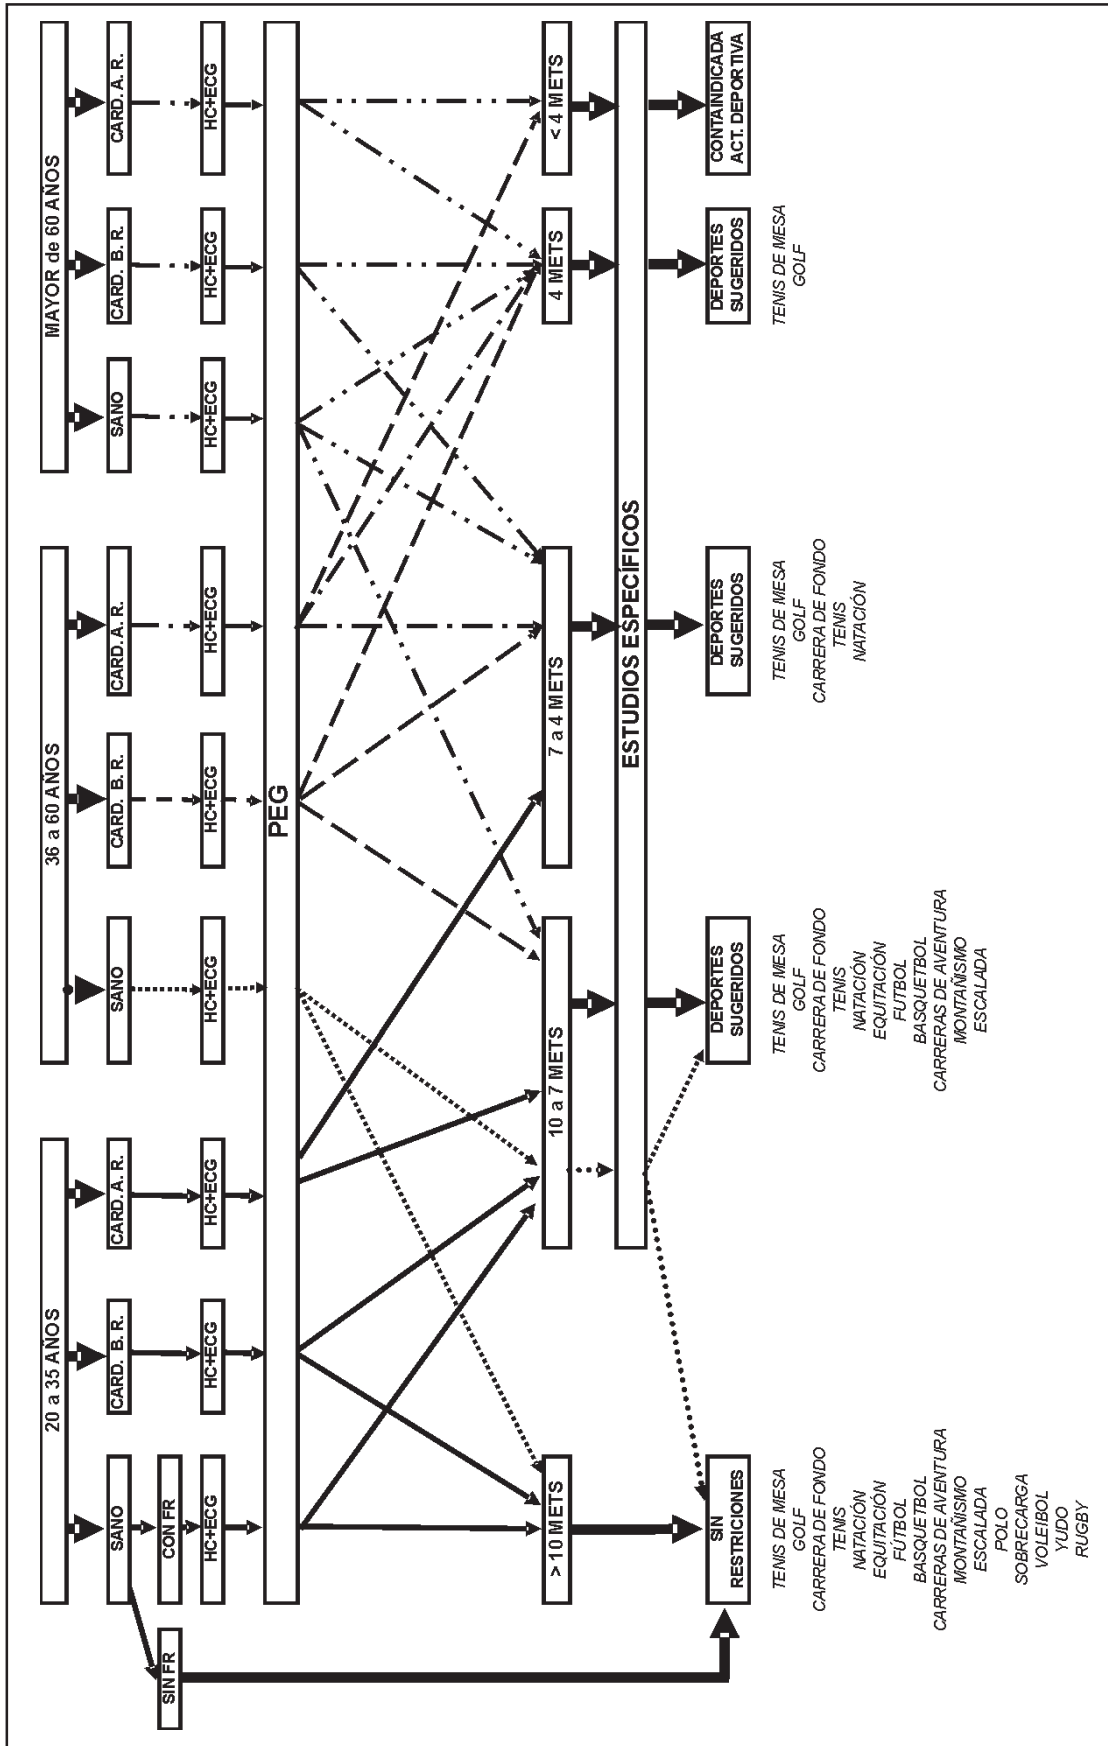 20 a 35 AÑOS
36 a 60 AÑOS
MAYOR de 60 AÑOS
SANO
CARD. B. R.
CARD. A. R.
SANO
CARD. B. R.
CARD. A. R.
SANO
CARD. B. R.
CARD. A. R.
SIN FR
CON FR
HC+ECG
HC+ECG
HC+ECG
HC+ECG
HC+ECG
HC+ECG
HC+ECG
HC+ECG
HC+ECG
PEG
> 10 METS
10 a 7 METS
7 a 4 METS
4 METS
< 4 METS
ESTUDIOS ESPECÍFICOS
SIN
RESTRICIONES
TENIS DE MESA
GOLF
CARRERA DE FONDO
TENIS
NATACIÓN
EQUITACIÓN
FÚTBOL
BASQUETBOL
CARRERAS DE AVENTURA
MONTAÑISMO
ESCALADA
POLO
SOBRECARGA
VOLEIBOL
YUDO
RUGBY
DEPORTES
SUGERIDOS
TENIS DE MESA
GOLF
CARRERA DE FONDO
TENIS
NATACIÓN
EQUITACIÓN
FUTBOL
BASQUETBOL
CARRERAS DE AVENTURA
MONTAÑISMO
ESCALADA
DEPORTES
SUGERIDOS
TENIS DE MESA
GOLF
CARRERA DE FONDO
TENIS
NATACIÓN
DEPORTES
SUGERIDOS
TENIS DE MESA
GOLF
CONTAINDICADA
ACT. DEPORTIVA